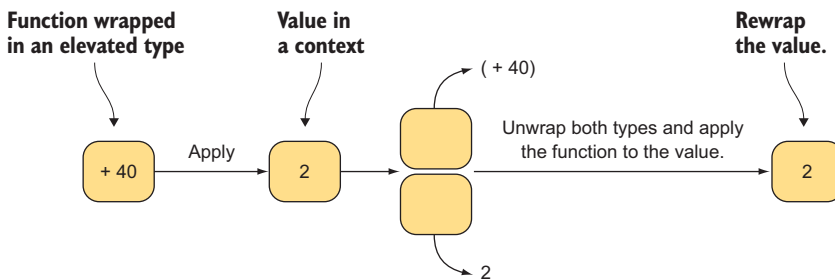 Function wrapped
in an elevated type
Value in
a context
Rewrap
the value.
( + 40)
+ 40
Apply
2
Unwrap both types and apply
the function to the value.
2
2